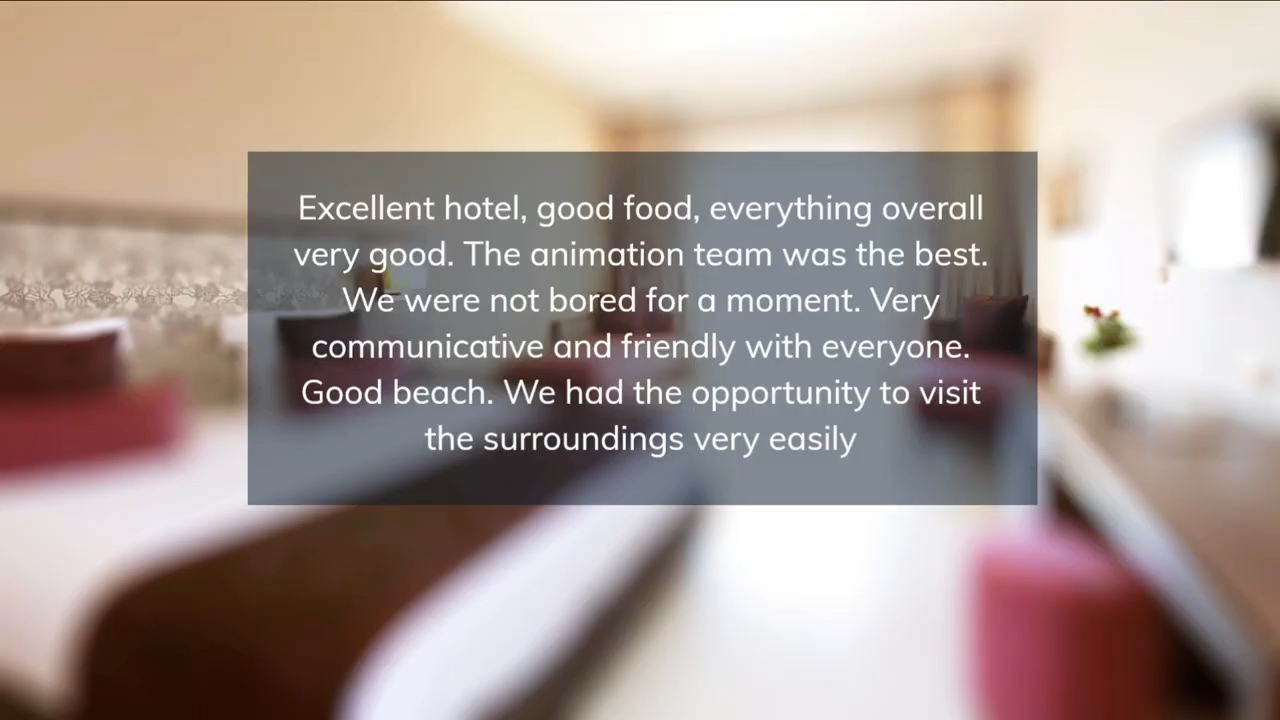 Excellent hotel, good food, everything overall
very good. The animation team was the best.
We were not bored for a moment. Very
communicative and friendly with everyone.
Good beach. We had the opportunity to visit
the surroundings very easily